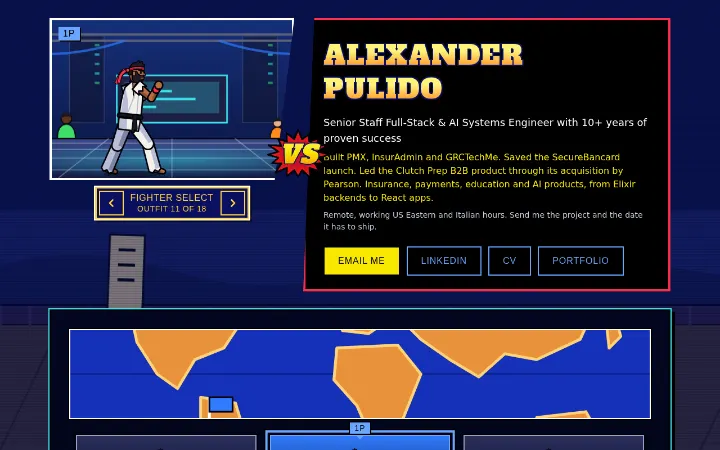 1P
ALEXANDER
PULIDO
Senior Staff Full-Stack & AI Systems Engineer with 10+ years of
proven success
VS
Built PMX, InsurAdmin and GRCTechMe. Saved the SecureBancard
launch. Led the Clutch Prep B2B product through its acquisition by
Pearson. Insurance, payments, education and AI products, from Elixir
backends to React apps.
Remote, working US Eastern and Italian hours. Send me the project and the date
it has to ship.
FIGHTER SELECT
OUTFIT 11 OF 18
EMAIL ME
LINKEDIN
CV
PORTFOLIO
1P